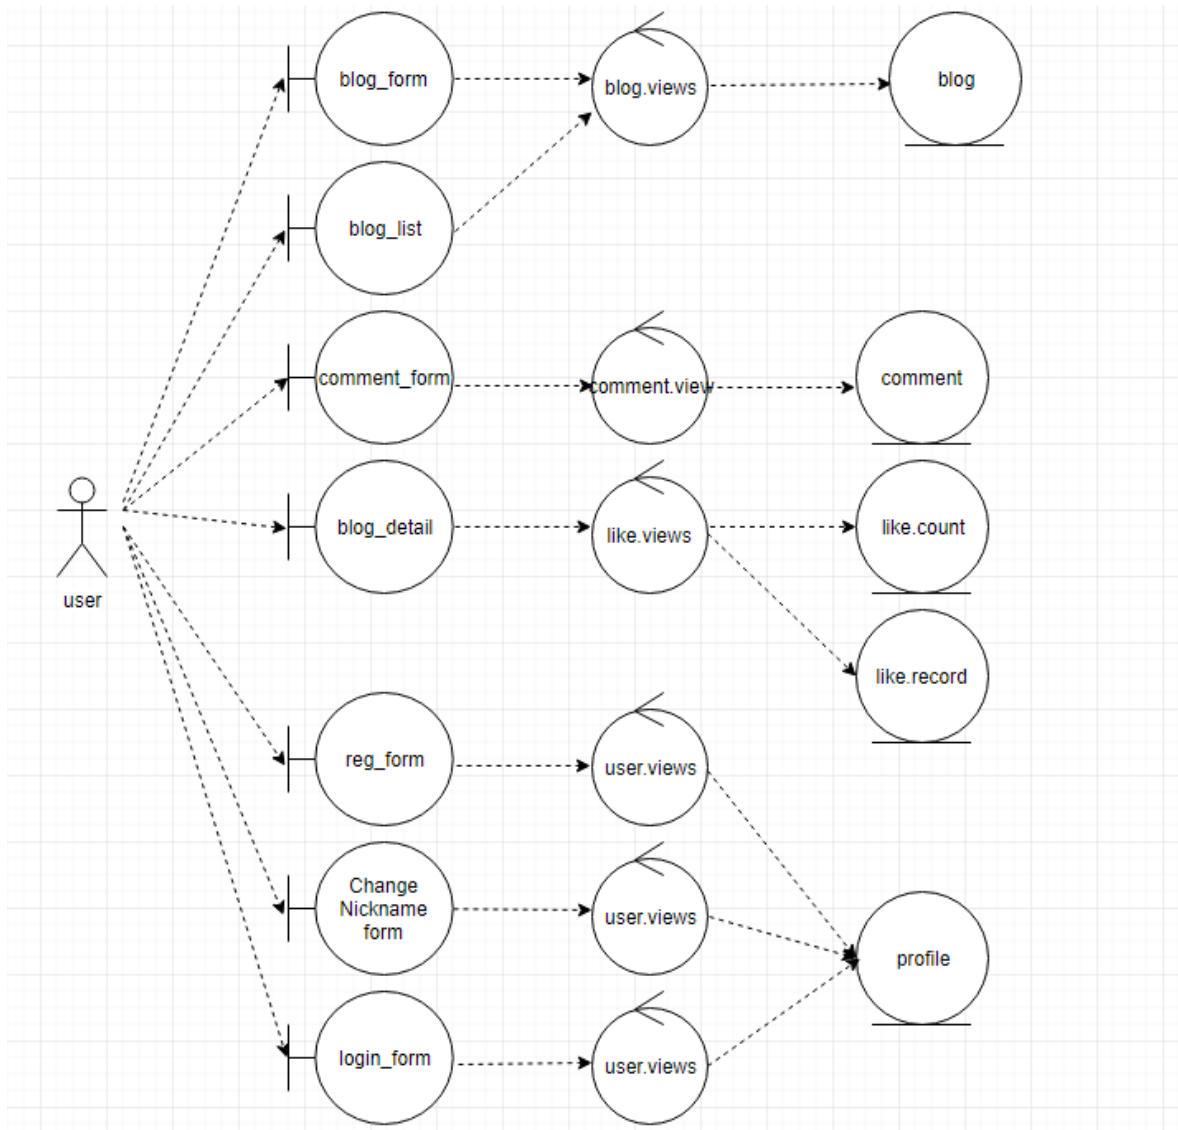 blog_form
blog.views
blog
blog_list
comment_form
comment.view
comment
blog_detail
like.views
like.count
user
like.record
reg_form
user.views
Change
Nickname
form
user.views
profile
login_form
user.views